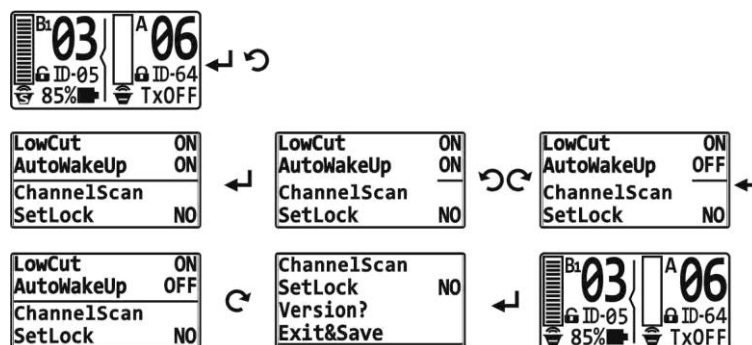 B1 03 A 06
ID-05 ID-64
85% TxOFF
LowCut ON
AutoWakeUp ON
ChannelScan
SetLock NO
LowCut ON
AutoWakeUp ON
ChannelScan
SetLock NO
LowCut ON
AutoWakeUp OFF
ChannelScan
SetLock NO
LowCut ON
AutoWakeUp OFF
ChannelScan
SetLock NO
ChannelScan
SetLock NO
Version?
Exit&Save
B1 03 A 06
ID-05 ID-64
85% TxOFF